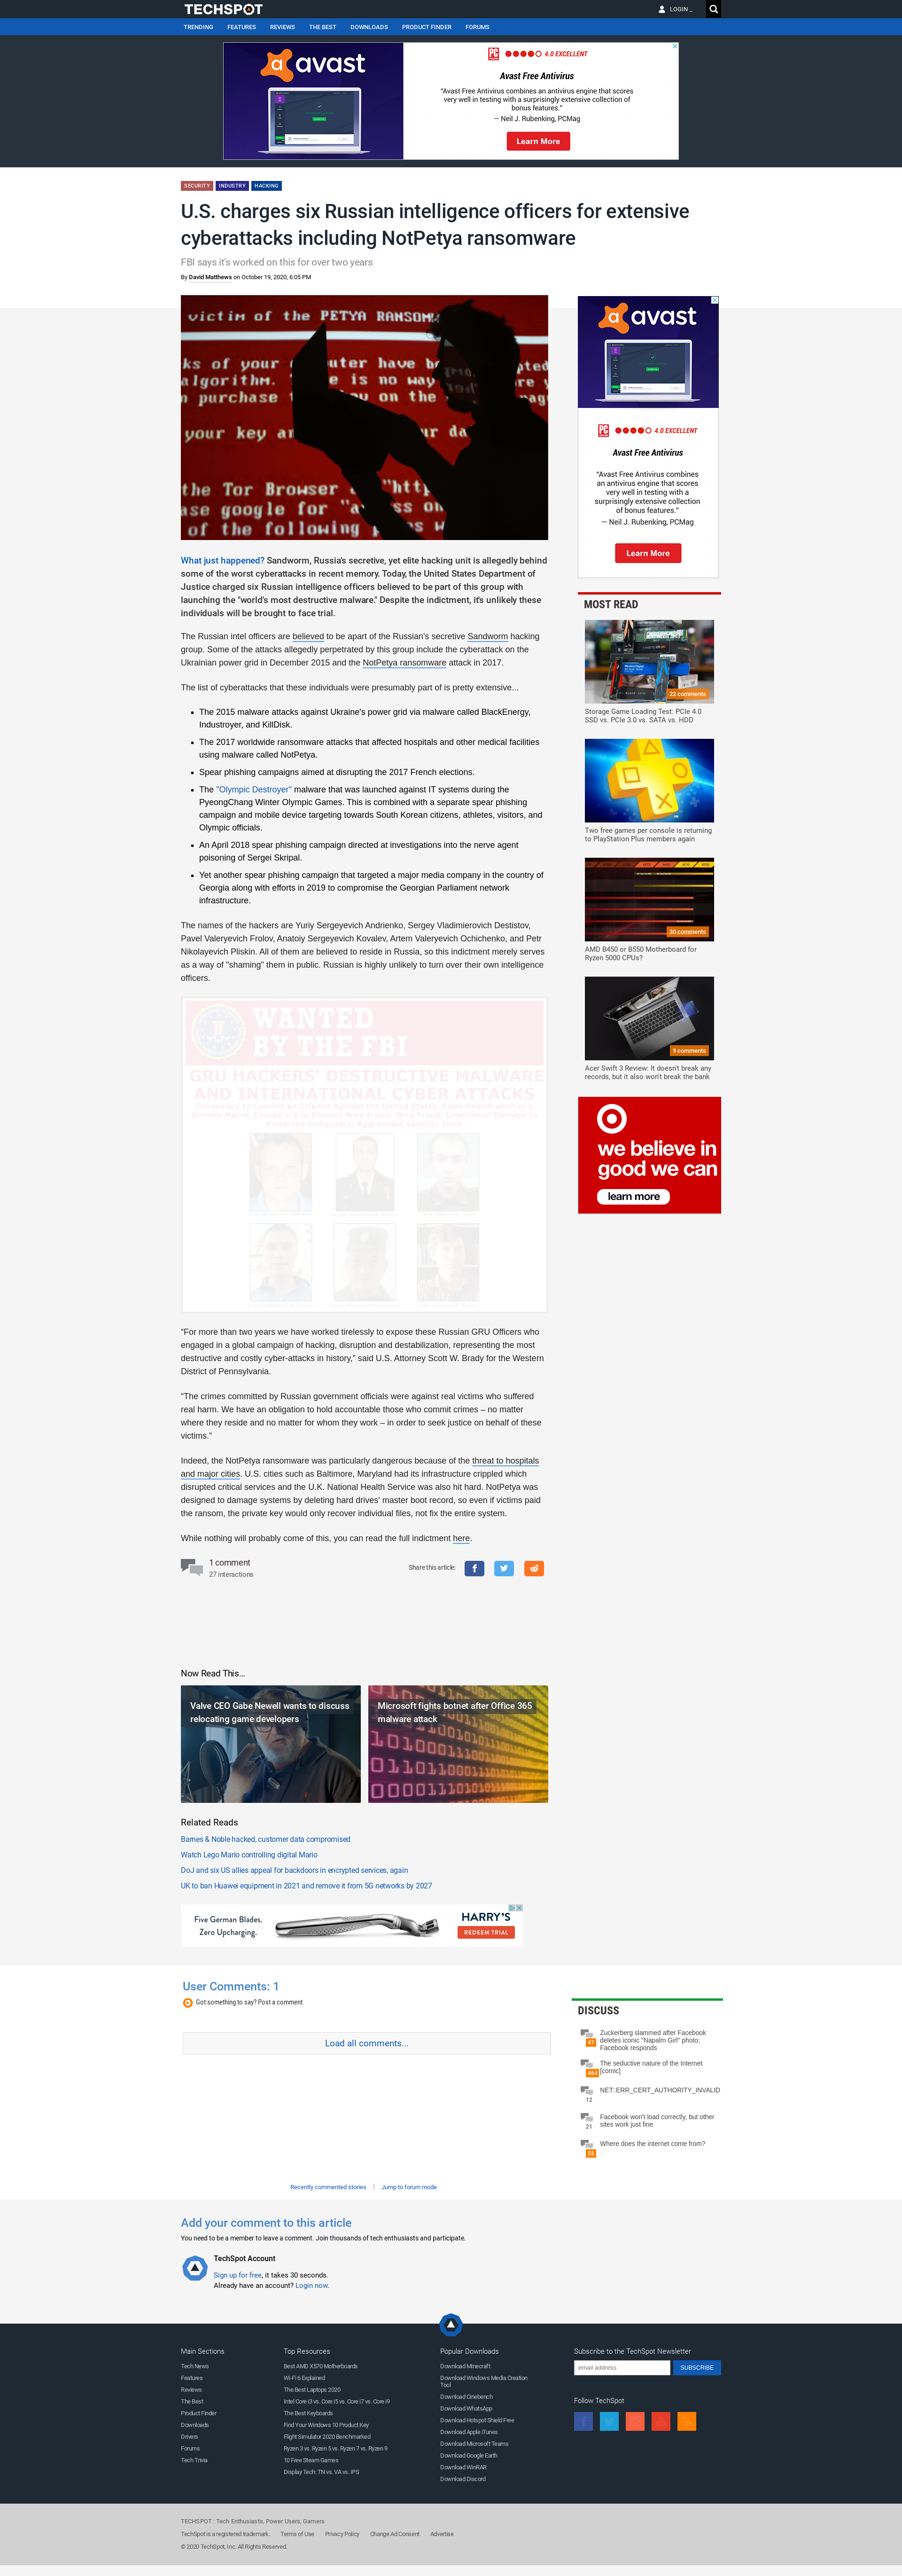 TECHSPOT
LOGIN _
TRENDING FEATURES REVIEWS THE BEST DOWNLOADS PRODUCT FINDER FORUMS
avast
PC 4.0 EXCELLENT
Avast Free Antivirus
“Avast Free Antivirus combines an antivirus engine that scores
very well in testing with a surprisingly extensive collection of
bonus features.”
— Neil J. Rubenking, PCMag
Learn More
SECURITY INDUSTRY HACKING
U.S. charges six Russian intelligence officers for extensive
cyberattacks including NotPetya ransomware
FBI says it's worked on this for over two years
By David Matthews on October 19, 2020, 6:05 PM
victim of the PETYA RANSOM
What just happened? Sandworm, Russia's secretive, yet elite hacking unit is allegedly behind
some of the worst cyberattacks in recent memory. Today, the United States Department of
Justice charged six Russian intelligence officers believed to be part of this group with
launching the "world's most destructive malware." Despite the indictment, it's unlikely these
individuals will be brought to face trial.
The Russian intel officers are believed to be apart of the Russian's secretive Sandworm hacking
group. Some of the attacks allegedly perpetrated by this group include the cyberattack on the
Ukrainian power grid in December 2015 and the NotPetya ransomware attack in 2017.
The list of cyberattacks that these individuals were presumably part of is pretty extensive...
The 2015 malware attacks against Ukraine's power grid via malware called BlackEnergy,
Industroyer, and KillDisk.
The 2017 worldwide ransomware attacks that affected hospitals and other medical facilities
using malware called NotPetya.
Spear phishing campaigns aimed at disrupting the 2017 French elections.
The "Olympic Destroyer" malware that was launched against IT systems during the
PyeongChang Winter Olympic Games. This is combined with a separate spear phishing
campaign and mobile device targeting towards South Korean citizens, athletes, visitors, and
Olympic officials.
An April 2018 spear phishing campaign directed at investigations into the nerve agent
poisoning of Sergei Skripal.
Yet another spear phishing campaign that targeted a major media company in the country of
Georgia along with efforts in 2019 to compromise the Georgian Parliament network
infrastructure.
The names of the hackers are Yuriy Sergeyevich Andrienko, Sergey Vladimierovich Destistov,
Pavel Valeryevich Frolov, Anatoiy Sergeyevich Kovalev, Artem Valeryevich Ochichenko, and Petr
Nikolayevich Pliskin. All of them are believed to reside in Russia, so this indictment merely serves
as a way of "shaming" them in public. Russian is highly unlikely to turn over their own intelligence
officers.
WANTED
BY THE FBI
GRU HACKERS' DESTRUCTIVE MALWARE
AND INTERNATIONAL CYBER ATTACKS
Conspiracy to Commit an Offense Against the United States; False Registration of a
Domain Name; Conspiracy to Commit Wire Fraud; Wire Fraud; Intentional Damage to
Protected Computers; Aggravated Identity Theft
“For more than two years we have worked tirelessly to expose these Russian GRU Officers who
engaged in a global campaign of hacking, disruption and destabilization, representing the most
destructive and costly cyber-attacks in history,” said U.S. Attorney Scott W. Brady for the Western
District of Pennsylvania.
“The crimes committed by Russian government officials were against real victims who suffered
real harm. We have an obligation to hold accountable those who commit crimes – no matter
where they reside and no matter for whom they work – in order to seek justice on behalf of these
victims.”
Indeed, the NotPetya ransomware was particularly dangerous because of the threat to hospitals
and major cities. U.S. cities such as Baltimore, Maryland had its infrastructure crippled which
disrupted critical services and the U.K. National Health Service was also hit hard. NotPetya was
designed to damage systems by deleting hard drives' master boot record, so even if victims paid
the ransom, the private key would only recover individual files, not fix the entire system.
While nothing will probably come of this, you can read the full indictment here.
1 comment
27 interactions
Share this article:
avast
PC 4.0 EXCELLENT
Avast Free Antivirus
“Avast Free Antivirus combines
an antivirus engine that scores
very well in testing with a
surprisingly extensive collection
of bonus features.”
— Neil J. Rubenking, PCMag
Learn More
MOST READ
22 comments
Storage Game Loading Test: PCIe 4.0
SSD vs. PCIe 3.0 vs. SATA vs. HDD
Two free games per console is returning
to PlayStation Plus members again
30 comments
AMD B450 or B550 Motherboard for
Ryzen 5000 CPUs?
9 comments
Acer Swift 3 Review: It doesn't break any
records, but it also won't break the bank
we believe in
good we can
learn more
Now Read This...
Valve CEO Gabe Newell wants to discuss
relocating game developers
Microsoft fights botnet after Office 365
malware attack
Related Reads
Barnes & Noble hacked, customer data compromised
Watch Lego Mario controlling digital Mario
DoJ and six US allies appeal for backdoors in encrypted services, again
UK to ban Huawei equipment in 2021 and remove it from 5G networks by 2027
Five German Blades.
Zero Upcharging.
HARRY'S
REDEEM TRIAL
User Comments: 1
Got something to say? Post a comment
Load all comments...
Recently commented stories | Jump to forum mode
DISCUSS
47
Zuckerberg slammed after Facebook
deletes iconic "Napalm Girl" photo;
Facebook responds
464
The seductive nature of the Internet
[comic]
12
NET::ERR_CERT_AUTHORITY_INVALID
21
Facebook won't load correctly, but other
sites work just fine
55
Where does the internet come from?
Add your comment to this article
You need to be a member to leave a comment. Join thousands of tech enthusiasts and participate.
TechSpot Account
Sign up for free, it takes 30 seconds.
Already have an account? Login now.
Main Sections
Tech News
Features
Reviews
The Best
Product Finder
Downloads
Drivers
Forums
Tech Trivia
Top Resources
Best AMD X570 Motherboards
Wi-Fi 6 Explained
The Best Laptops 2020
Intel Core i3 vs. Core i5 vs. Core i7 vs. Core i9
The Best Keyboards
Find Your Windows 10 Product Key
Flight Simulator 2020 Benchmarked
Ryzen 3 vs. Ryzen 5 vs. Ryzen 7 vs. Ryzen 9
10 Free Steam Games
Display Tech: TN vs. VA vs. IPS
Popular Downloads
Download Minecraft
Download Windows Media Creation
Tool
Download Cinebench
Download WhatsApp
Download Hotspot Shield Free
Download Apple iTunes
Download Microsoft Teams
Download Google Earth
Download WinRAR
Download Discord
Subscribe to the TechSpot Newsletter
email address
SUBSCRIBE
Follow TechSpot
TECHSPOT : Tech Enthusiasts, Power Users, Gamers
TechSpot is a registered trademark. Terms of Use Privacy Policy Change Ad Consent Advertise
© 2020 TechSpot, Inc. All Rights Reserved.